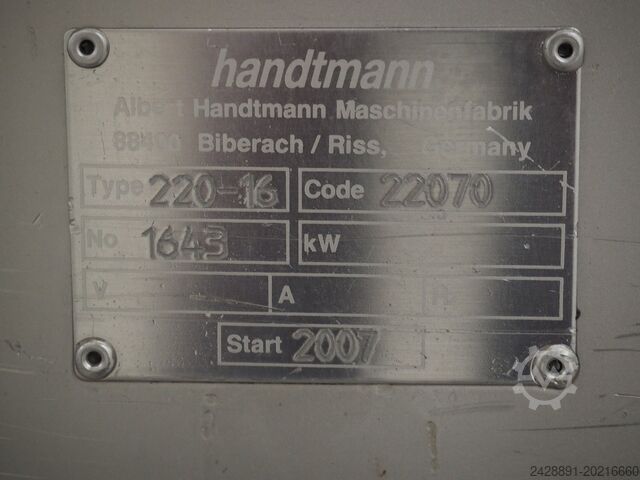 handtmann
Albert Handtmann Maschinenfabrik
88400 Biberach / Riss, Germany
Type 220-16 Code 22070
No 1643 kW
V A
Start 2007
2428891-20216660